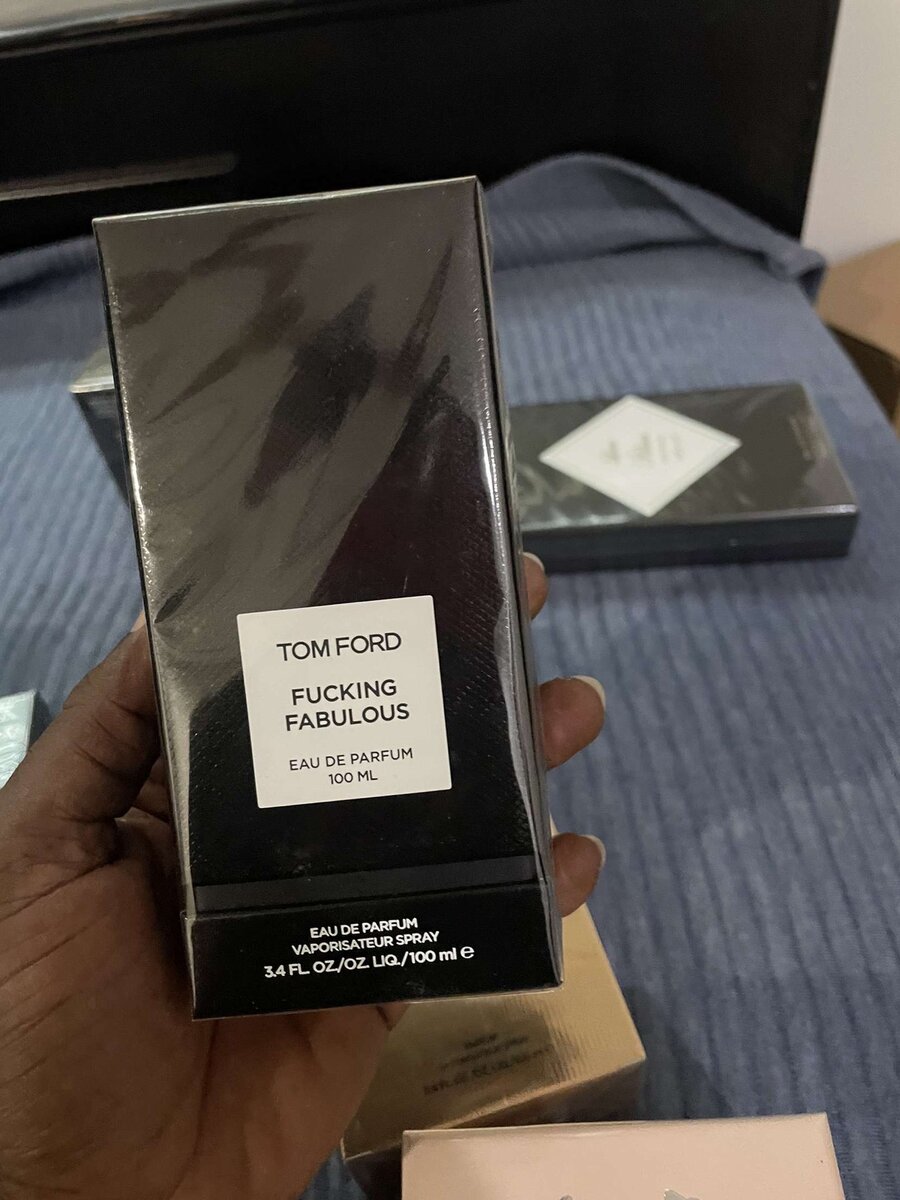 TOM FORD
FUCKING
FABULOUS
EAU DE PARFUM
100 ML
EAU DE PARFUM
VAPORISATEUR SPRAY
3.4 FL. OZ./OZ. LIQ./100 ml e